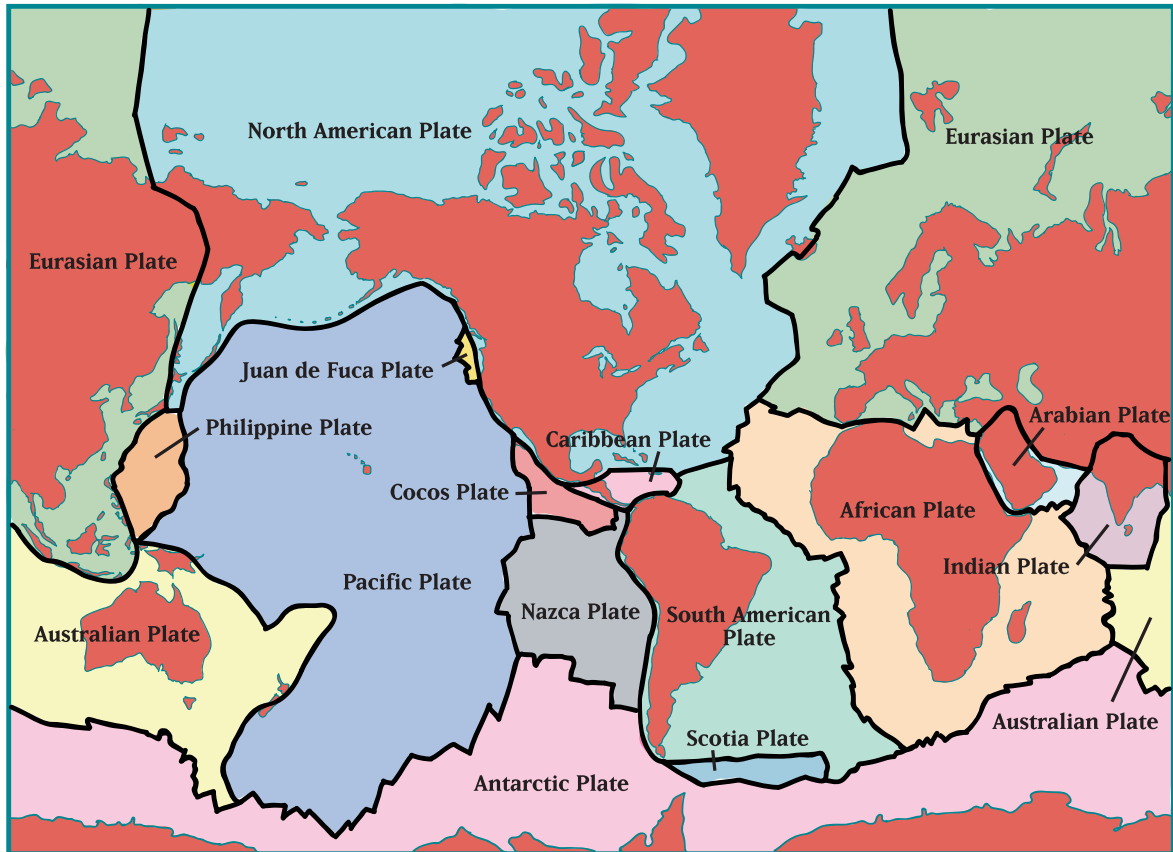 North American Plate
Eurasian Plate
Eurasian Plate
Juan de Fuca Plate
Philippine Plate
Caribbean Plate
Arabian Plate
Cocos Plate
African Plate
Indian Plate
Pacific Plate
Nazca Plate
South American
Plate
Australian Plate
Australian Plate
Scotia Plate
Antarctic Plate